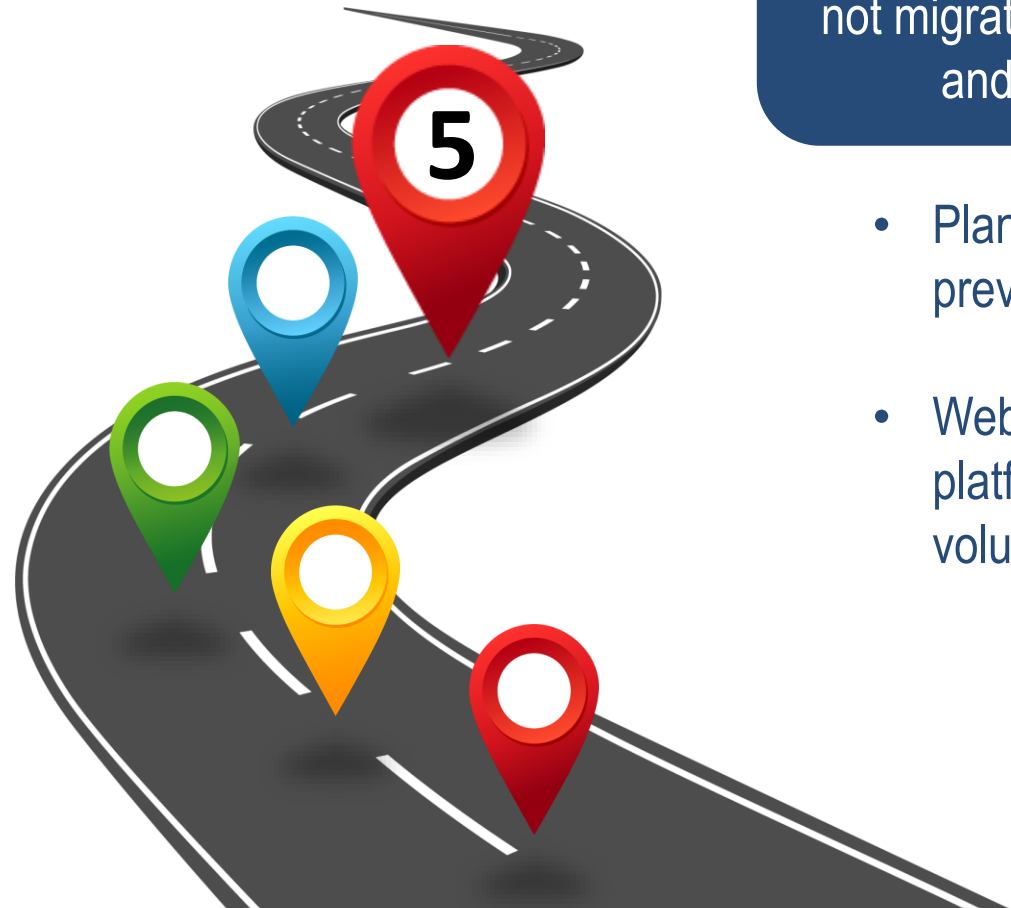 5
not migrat
and
• Plan
prev
• Web
platf
volu